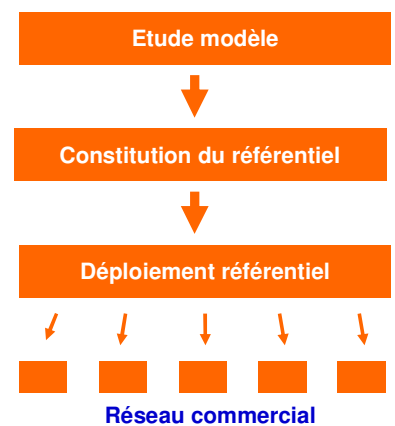 Etude modèle
Constitution du référentiel
Déploiement référentiel
Réseau commercial